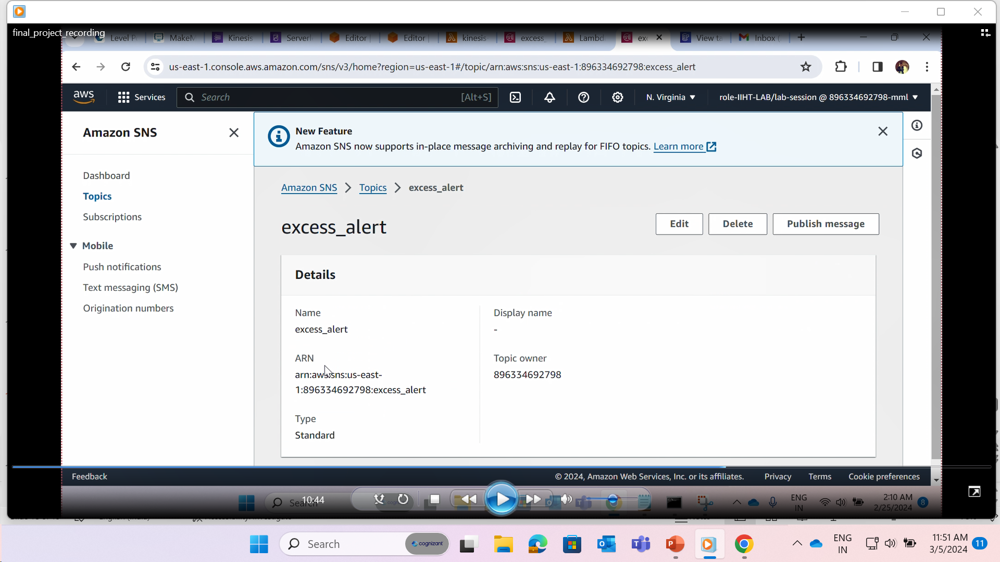 final_project_recording
Level P
MakeM
Kinesis
Server
Editor
Editor
kinesis
excess_
Lambd
exc
View ta
Inbox (
us-east-1.console.aws.amazon.com/sns/v3/home?region=us-east-1#/topic/arn:aws:sns:us-east-1:896334692798:excess_alert
aws
Services
Search
[Alt+S]
N. Virginia
role-IIHT-LAB/lab-session @ 896334692798-mml
Amazon SNS
New Feature
Amazon SNS now supports in-place message archiving and replay for FIFO topics. Learn more
Dashboard
Topics
Subscriptions
Mobile
Push notifications
Text messaging (SMS)
Origination numbers
Amazon SNS
Topics
excess_alert
excess_alert
Edit
Delete
Publish message
Details
Name
excess_alert
Display name
-
ARN
arn:aws:sns:us-east-
1:896334692798:excess_alert
Topic owner
896334692798
Type
Standard
Feedback
© 2024, Amazon Web Services, Inc. or its affiliates.
Privacy
Terms
Cookie preferences
Search
10:44
ENG
IN
2:10 AM
2/25/2024
8
Search
cognizant
ENG
IN
11:51 AM
3/5/2024
11